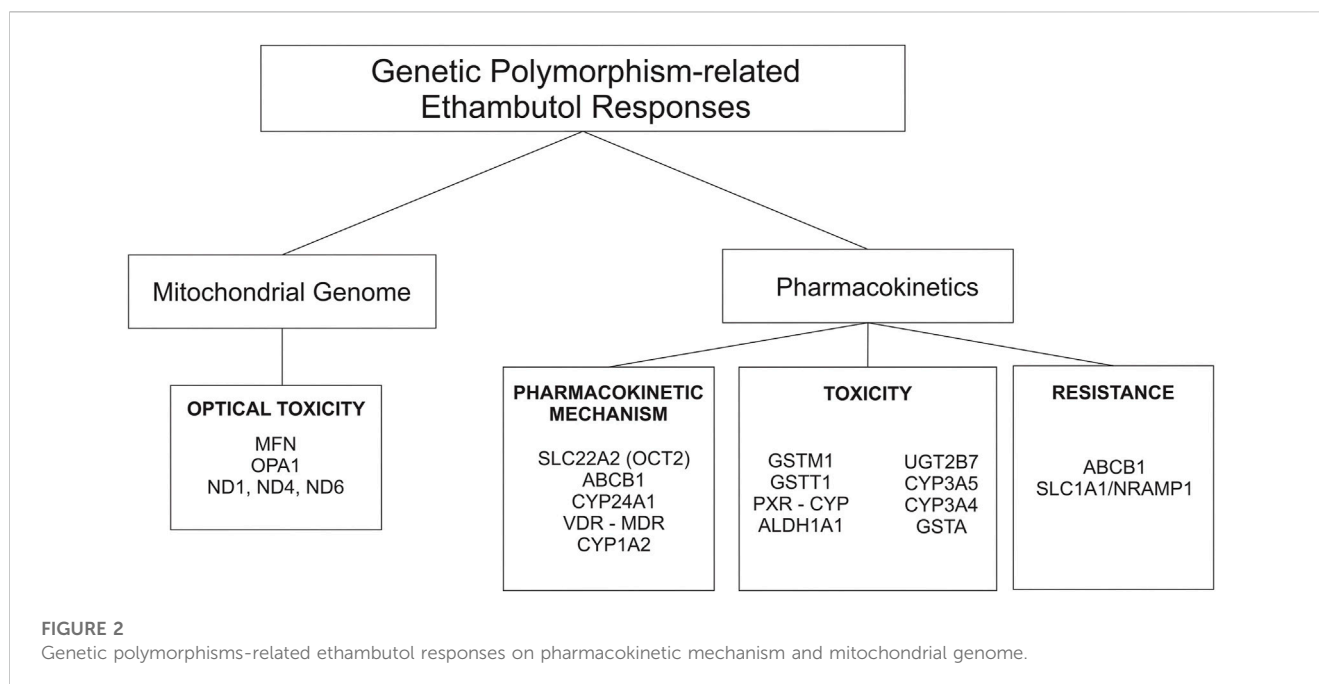 Genetic Polymorphism-related
Ethambutol Responses
Mitochondrial Genome
Pharmacokinetics
OPTICAL TOXICITY
MFN
OPA1
ND1, ND4, ND6
PHARMACOKINETIC
MECHANISM
SLC22A2 (OCT2)
ABCB1
CYP24A1
VDR - MDR
CYP1A2
TOXICITY
GSTM1
GSTT1
PXR - CYP
ALDH1A1
UGT2B7
CYP3A5
CYP3A4
GSTA
RESISTANCE
ABCB1
SLC1A1/NRAMP1
FIGURE 2
Genetic polymorphisms-related ethambutol responses on pharmacokinetic mechanism and mitochondrial genome.